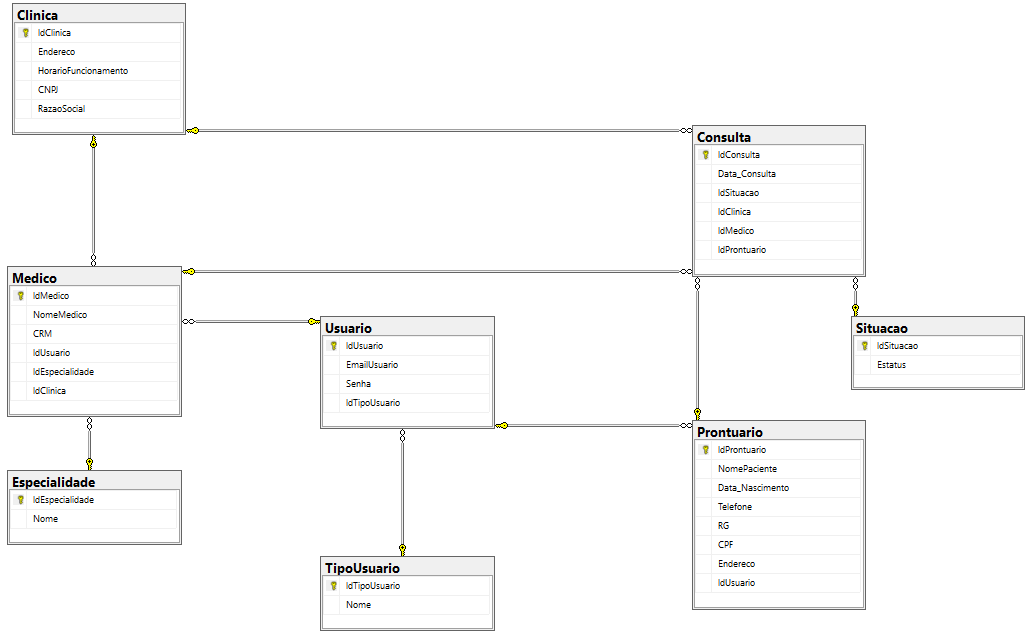 Clinica
IdClinica
Endereco
HorarioFuncionamento
CNPJ
RazaoSocial
Consulta
IdConsulta
Data_Consulta
IdSituacao
IdClinica
IdMedico
IdProntuario
Medico
IdMedico
NomeMedico
CRM
IdUsuario
IdEspecialidade
IdClinica
Usuario
IdUsuario
EmailUsuario
Senha
IdTipoUsuario
Situacao
IdSituacao
Estatus
Prontuario
IdProntuario
NomePaciente
Data_Nascimento
Telefone
RG
CPF
Endereco
IdUsuario
Especialidade
IdEspecialidade
Nome
TipoUsuario
IdTipoUsuario
Nome